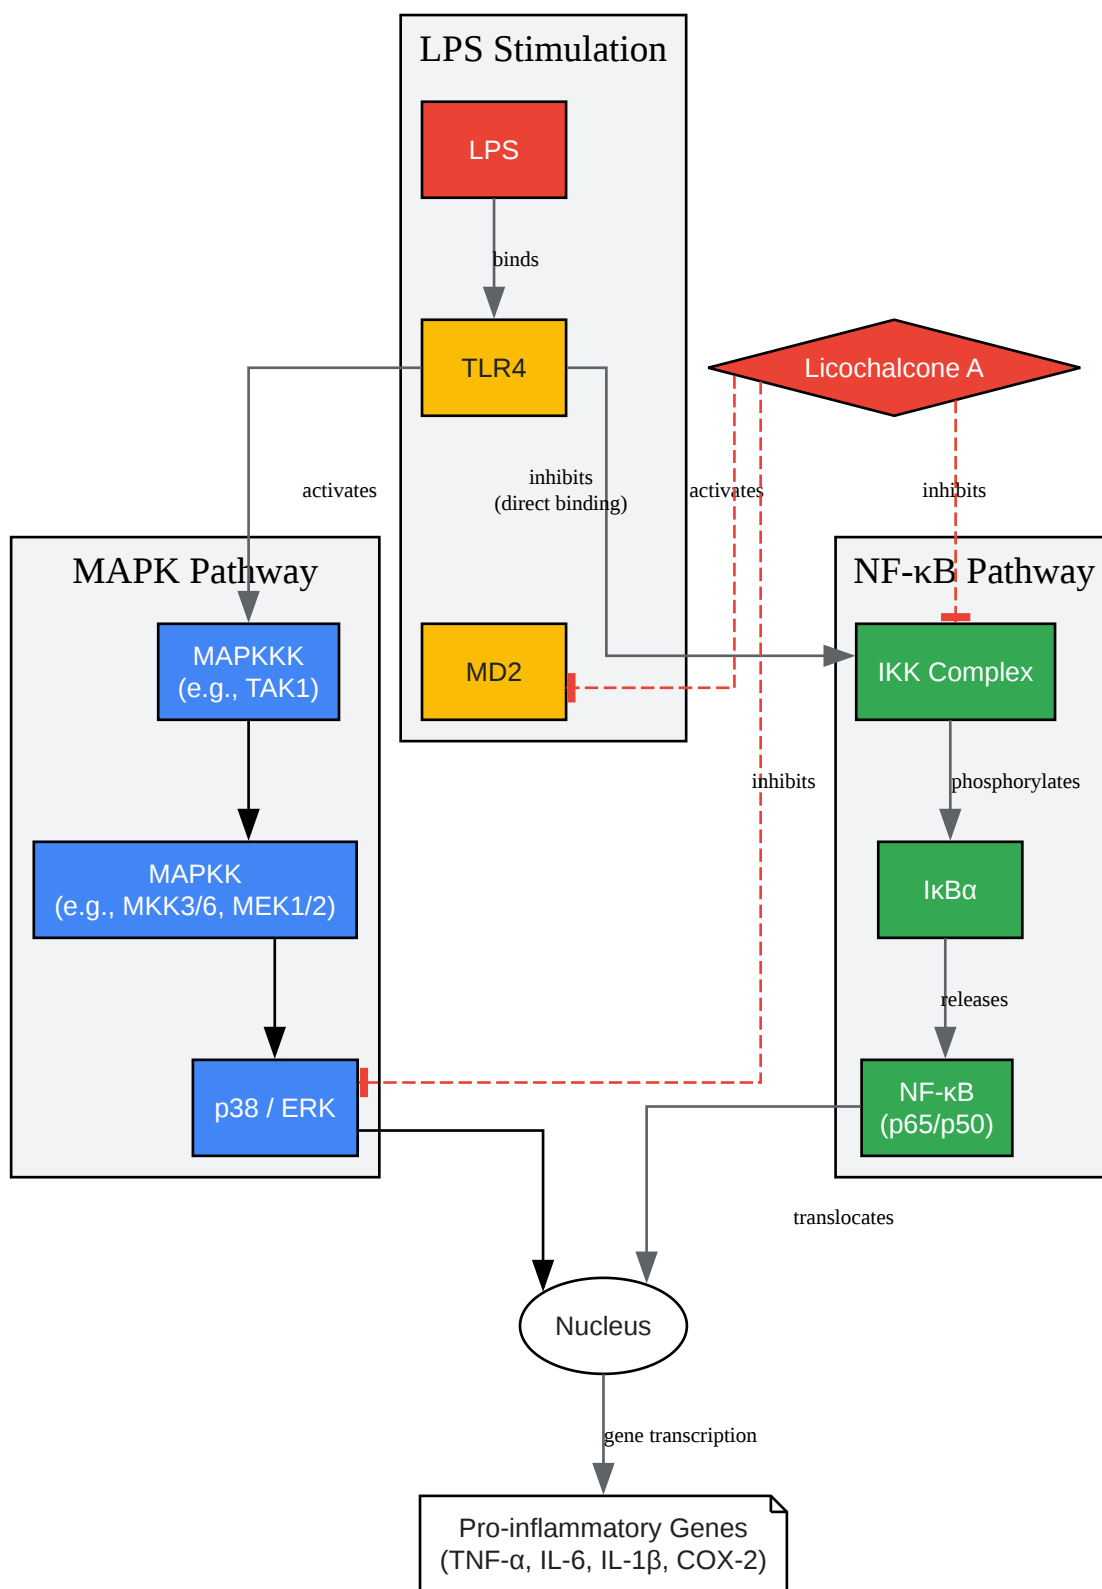 LPS Stimulation
LPS
binds
TLR4
Licochalcone A
activates
inhibits
(direct binding)
activates
inhibits
MAPK Pathway
NF-κB Pathway
MAPKKK
(e.g., TAK1)
MD2
IKK Complex
inhibits
phosphorylates
MAPKK
(e.g., MKK3/6, MEK1/2)
IκBα
releases
p38 / ERK
NF-κB
(p65/p50)
translocates
Nucleus
gene transcription
Pro-inflammatory Genes
(TNF-α, IL-6, IL-1β, COX-2)